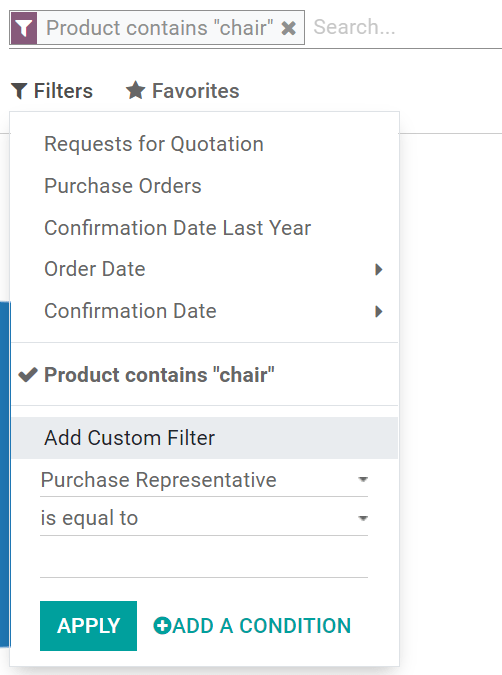 Product contains "chair" Search...
Filters Favorites
Requests for Quotation
Purchase Orders
Confirmation Date Last Year
Order Date
Confirmation Date
Product contains "chair"
Add Custom Filter
Purchase Representative
is equal to
APPLY ADD A CONDITION